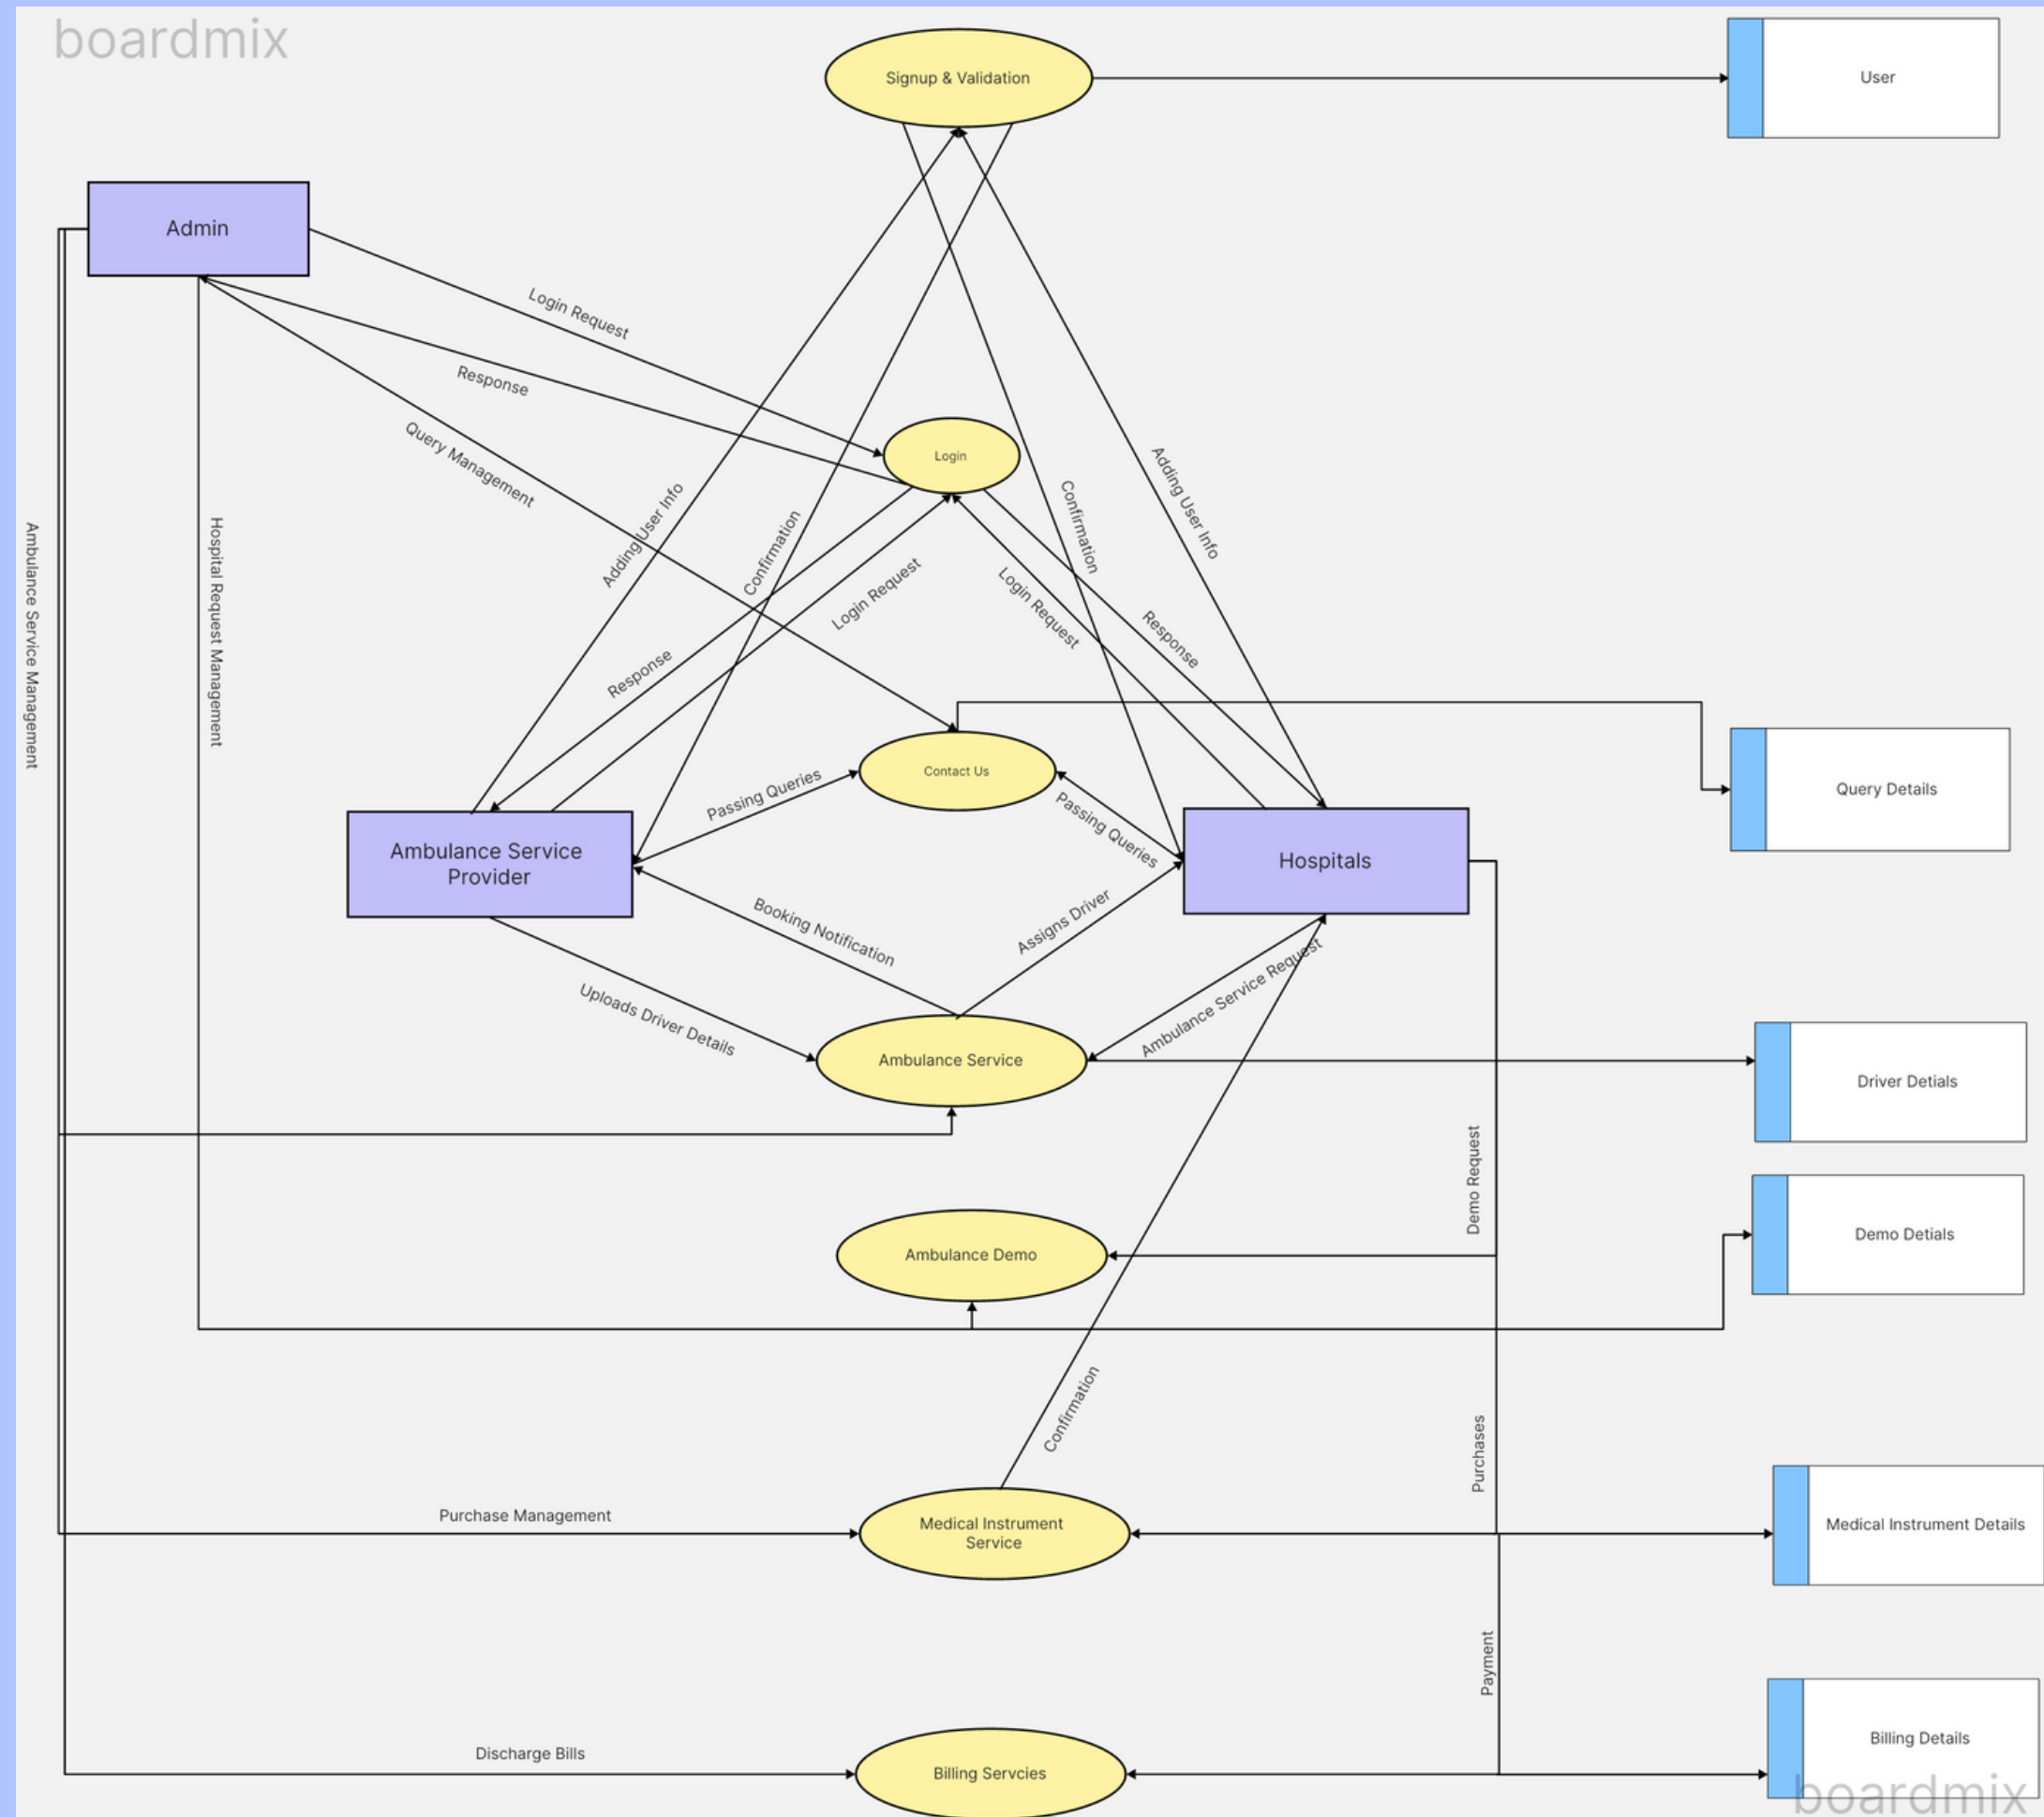 boardmix
Signup & Validation
User
Admin
Login Request
Response
Query Management
Login
Adding User Info
Confirmation
Confirmation
Adding User Info
Ambulance Service Management
Hospital Request Management
Login Request
Login Request
Response
Response
Contact Us
Query Details
Passing Queries
Passing Queries
Ambulance Service
Provider
Hospitals
Booking Notification
Assigns Driver
Uploads Driver Details
Ambulance Service Request
Ambulance Service
Driver Detials
Demo Request
Ambulance Demo
Demo Detials
Confirmation
Purchases
Purchase Management
Medical Instrument
Service
Medical Instrument Details
Payment
Discharge Bills
Billing Servcies
Billing Details
boardmix